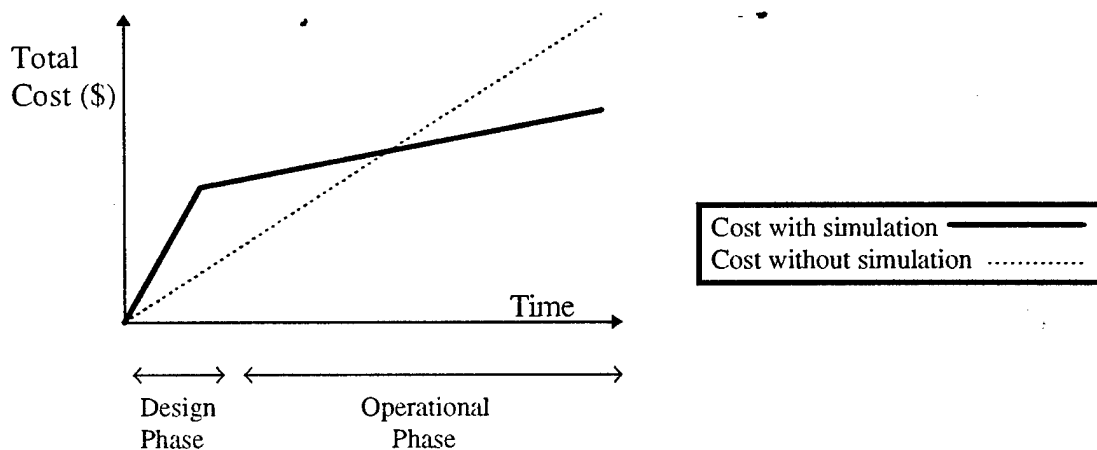 Total
Cost ($)
Time
Cost with simulation
Cost without simulation
Design
Phase
Operational
Phase